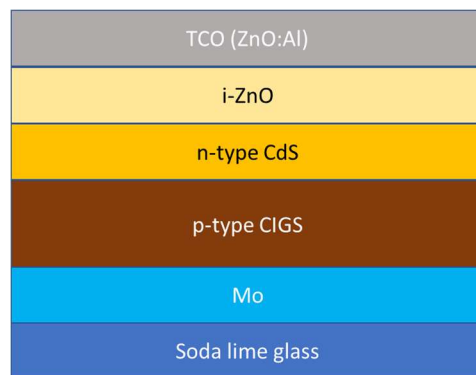 TCO (ZnO:Al)
i-ZnO
n-type CdS
p-type CIGS
Mo
Soda lime glass